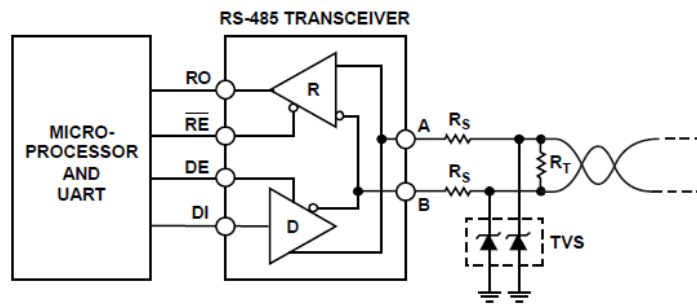 RS-485 TRANSCEIVER
MICRO-
PROCESSOR
AND
UART
RO
RE
DE
DI
R
D
A
B
RS
RS
RT
TVS